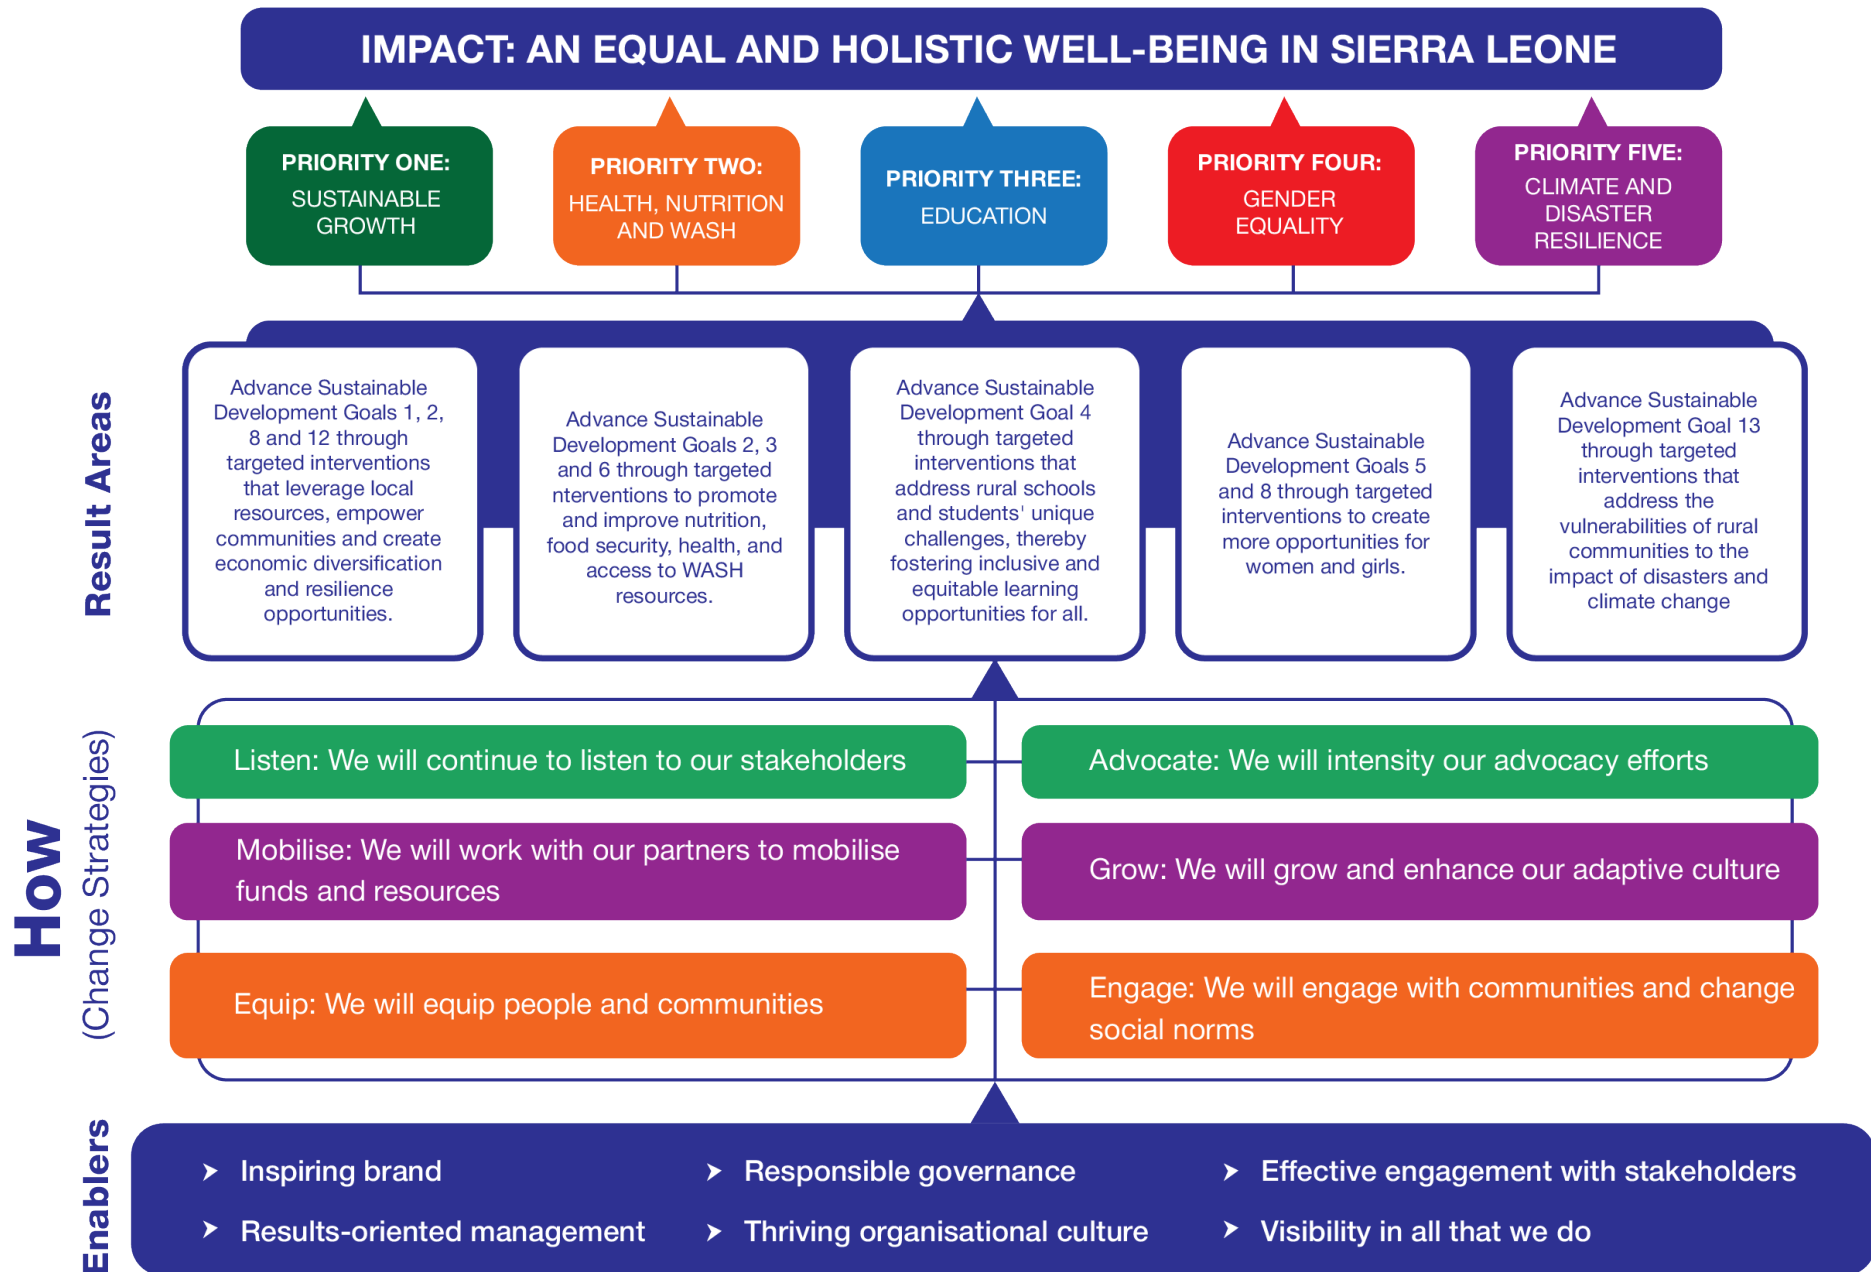 IMPACT: AN EQUAL AND HOLISTIC WELL-BEING IN SIERRA LEONE
PRIORITY ONE:
SUSTAINABLE
GROWTH
PRIORITY TWO:
HEALTH, NUTRITION
AND WASH
PRIORITY THREE:
EDUCATION
PRIORITY FOUR:
GENDER
EQUALITY
PRIORITY FIVE:
CLIMATE AND
DISASTER
RESILIENCE
Result Areas
Advance Sustainable
Development Goals 1, 2,
8 and 12 through
targeted interventions
that leverage local
resources, empower
communities and create
economic diversification
and resilience
opportunities.
Advance Sustainable
Development Goals 2, 3
and 6 through targeted
nterventions to promote
and improve nutrition,
food security, health, and
access to WASH
resources.
Advance Sustainable
Development Goal 4
through targeted
interventions that
address rural schools
and students' unique
challenges, thereby
fostering inclusive and
equitable learning
opportunities for all.
Advance Sustainable
Development Goals 5
and 8 through targeted
interventions to create
more opportunities for
women and girls.
Advance Sustainable
Development Goal 13
through targeted
interventions that
address the
vulnerabilities of rural
communities to the
impact of disasters and
climate change
How
(Change Strategies)
Listen: We will continue to listen to our stakeholders
Advocate: We will intensity our advocacy efforts
Mobilise: We will work with our partners to mobilise
funds and resources
Grow: We will grow and enhance our adaptive culture
Equip: We will equip people and communities
Engage: We will engage with communities and change
social norms
Enablers
➤ Inspiring brand
➤ Results-oriented management
➤ Responsible governance
➤ Thriving organisational culture
➤ Effective engagement with stakeholders
➤ Visibility in all that we do